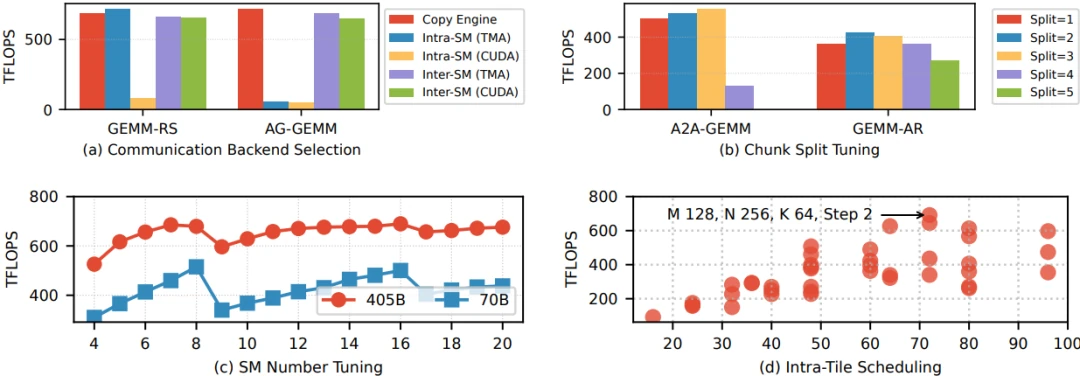 TFLOPS
500
0
GEMM-RS
AG-GEMM
Copy Engine
Intra-SM (TMA)
Intra-SM (CUDA)
Inter-SM (TMA)
Inter-SM (CUDA)
(a) Communication Backend Selection
TFLOPS
400
200
0
A2A-GEMM
GEMM-AR
Split=1
Split=2
Split=3
Split=4
Split=5
(b) Chunk Split Tuning
TFLOPS
800
600
400
4 6 8 10 12 14 16 18 20
405B 70B
(c) SM Number Tuning
TFLOPS
800
600
400
200
M 128, N 256, K 64, Step 2
20 30 40 50 60 70 80 90 100
(d) Intra-Tile Scheduling